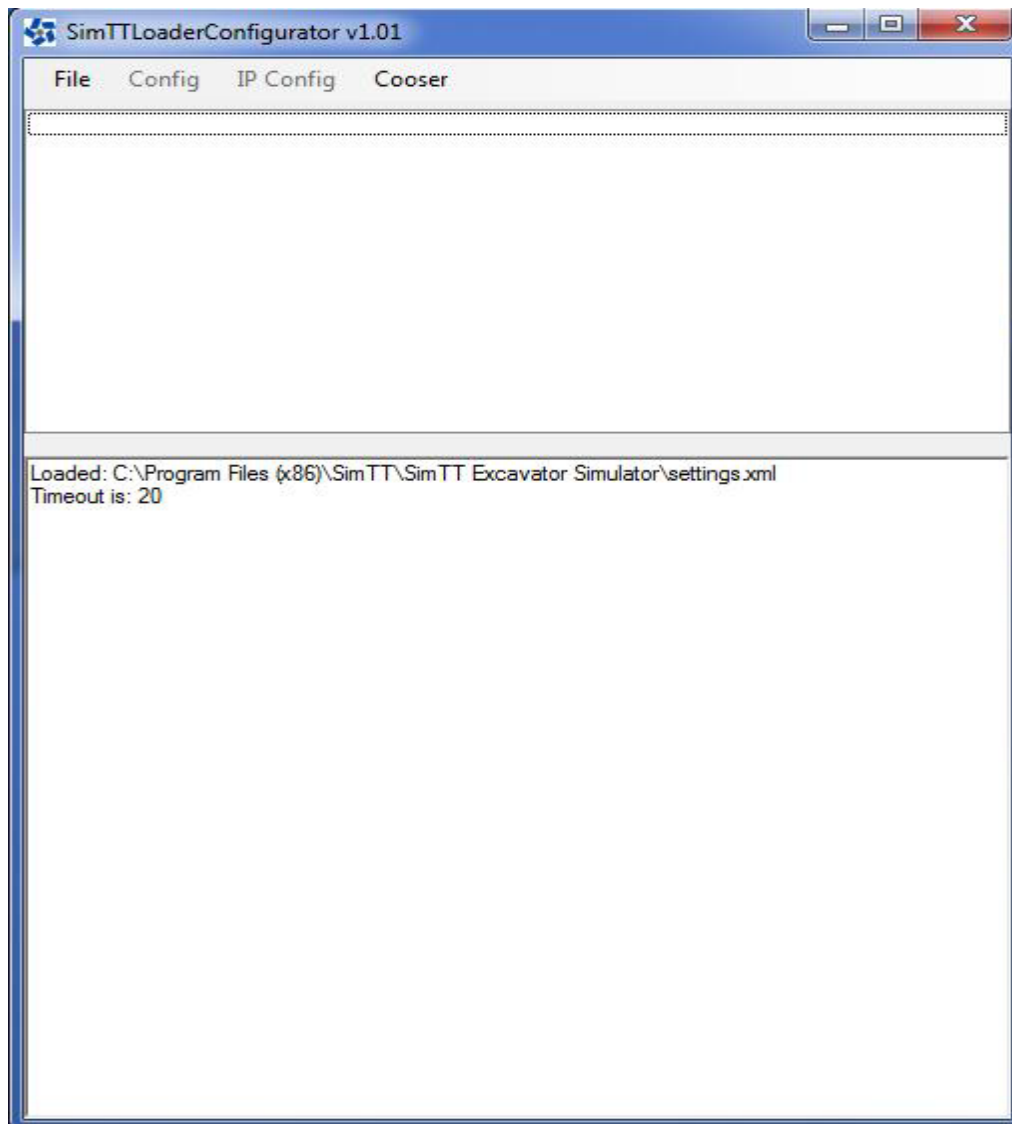 SimTTLoaderConfigurator v1.01
File Config IP Config Cooser
Loaded: C:\Program Files (x86)\SimTT\SimTT Excavator Simulator\settings.xml
Timeout is: 20